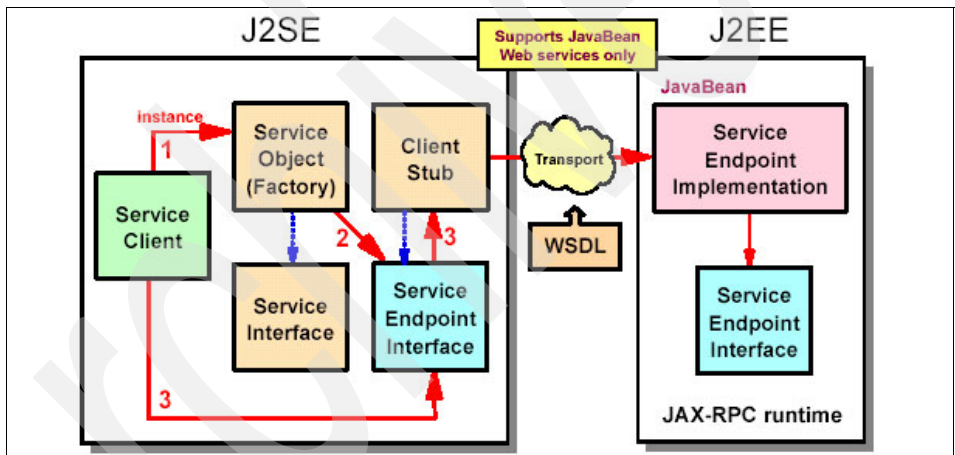 J2SE
Supports JavaBean
Web services only
J2EE
JavaBean
instance
1
Service
Object
(Factory)
Client
Stub
Transport
Service
Endpoint
Implementation
Service
Client
2
3
WSDL
Service
Interface
Service
Endpoint
Interface
Service
Endpoint
Interface
3
JAX-RPC runtime